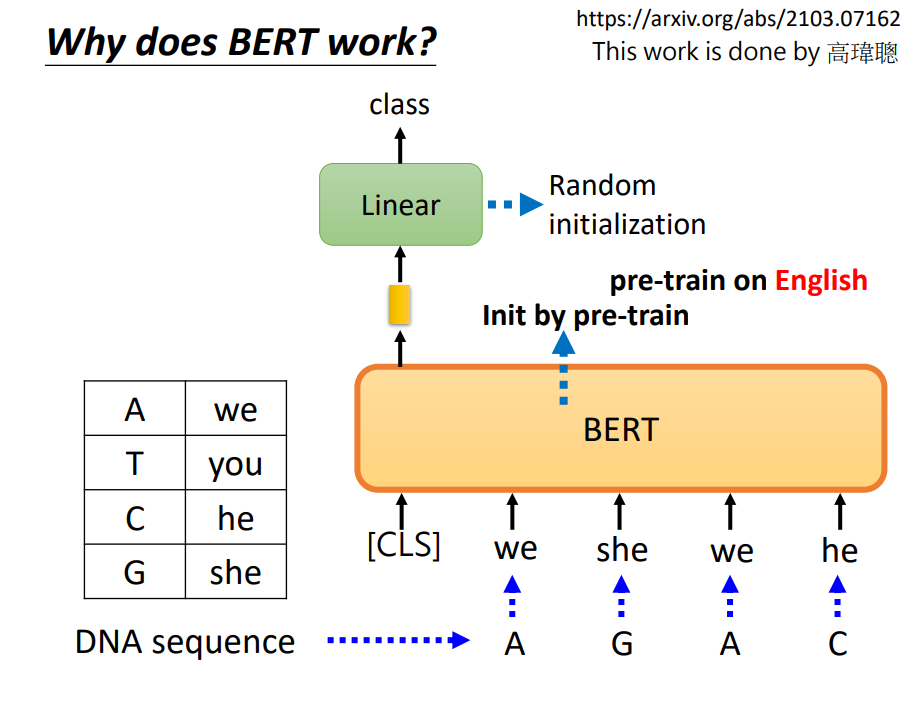 Why does BERT work?
https://arxiv.org/abs/2103.07162
This work is done by 高瑋聰
class
Linear
Random
initialization
pre-train on English
Init by pre-train
BERT
A we
T you
C he
G she
[CLS] we she we he
DNA sequence A G A C